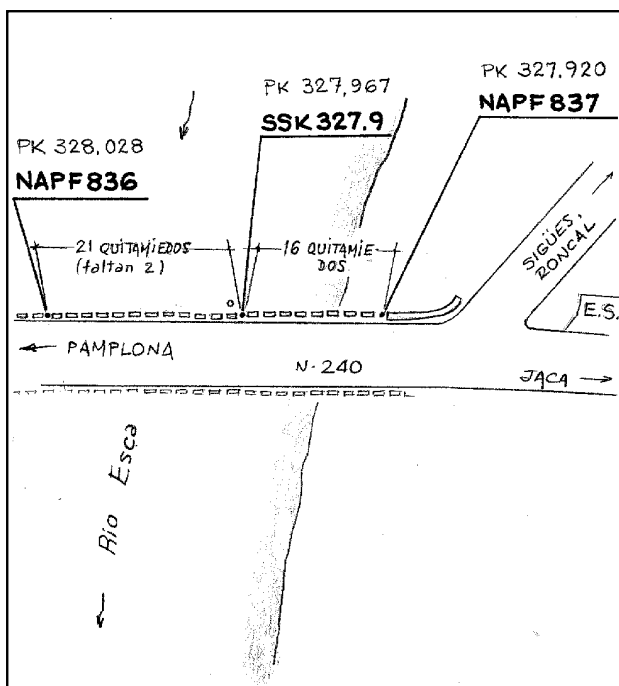 PK 328,028
NAPF 836
PK 327,967
SSK 327.9
PK 327,920
NAPF 837
21 QUITAMIEDOS
(faltan 2)
16 QUITAMIE
DOS
SIGÜES,
RONCAL
E.S.
← PAMPLONA
N-240
JACA →
← Rio Esca